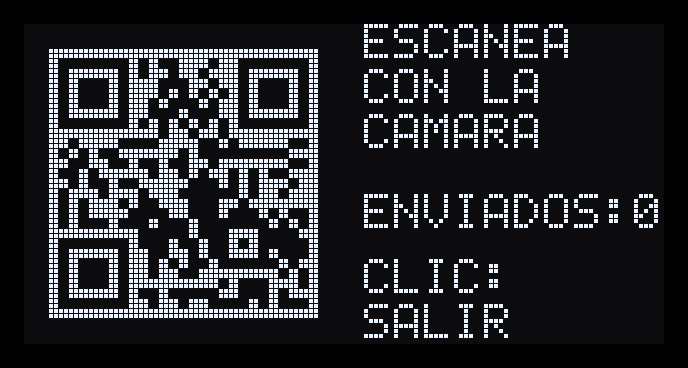 ESCANEA
CON LA
CAMARA
ENVIADOS:0
CLIC:
SALIR